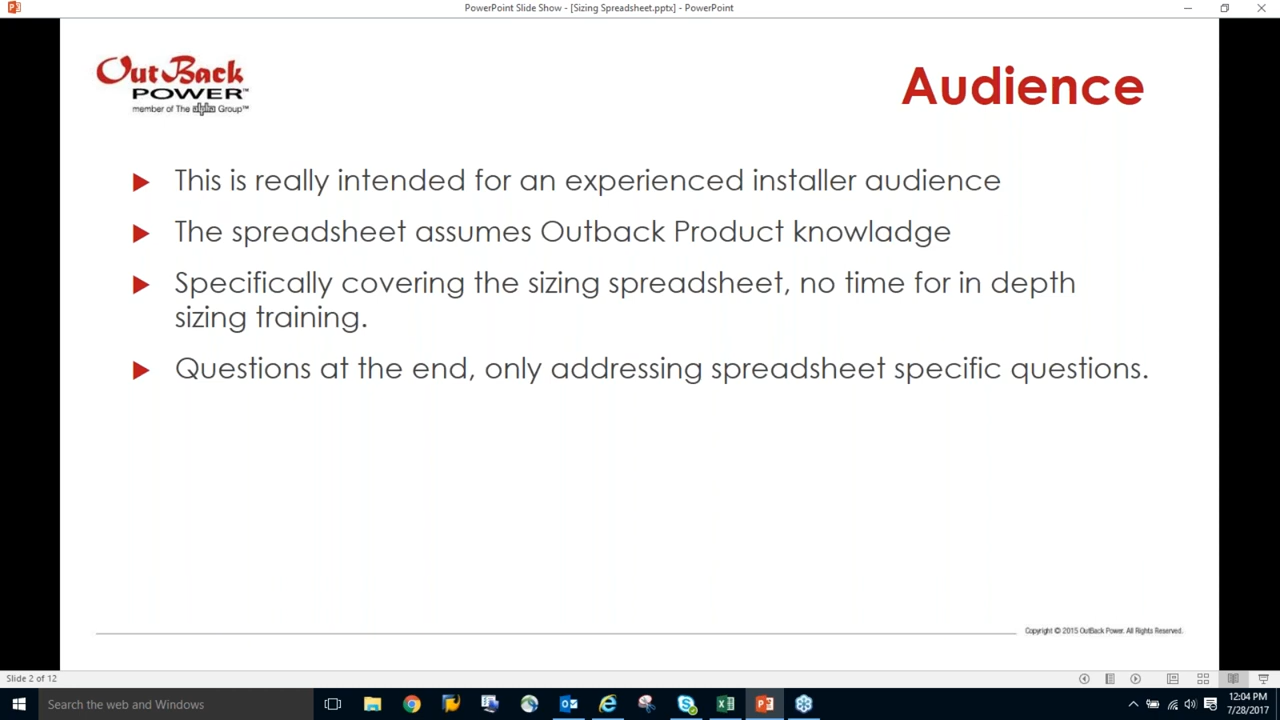 PowerPoint Slide Show - [Sizing Spreadsheet.pptx] - PowerPoint
OutBack
POWER™
member of The alpha Group™
Audience
This is really intended for an experienced installer audience
The spreadsheet assumes Outback Product knowladge
Specifically covering the sizing spreadsheet, no time for in depth
sizing training.
Questions at the end, only addressing spreadsheet specific questions.
Copyright © 2015 OutBack Power. All Rights Reserved.
Slide 2 of 12
Search the web and Windows
12:04 PM
7/28/2017